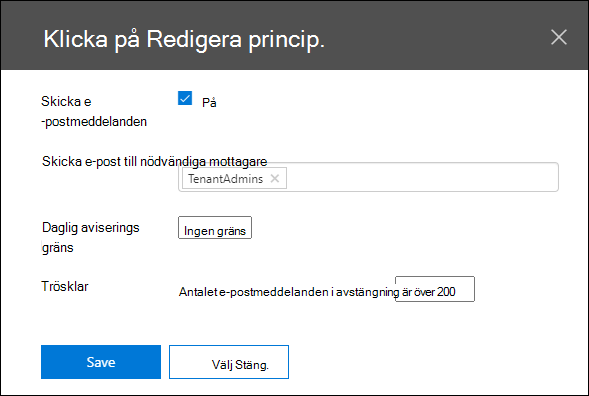 Klicka på Redigera princip.
Skicka e
-postmeddelanden
På
Skicka e-post till nödvändiga mottagare
TenantAdmins
Daglig aviserings
gräns
Ingen gräns
Trösklar
Antalet e-postmeddelanden i avstängning är över 200
Save
Välj Stäng.